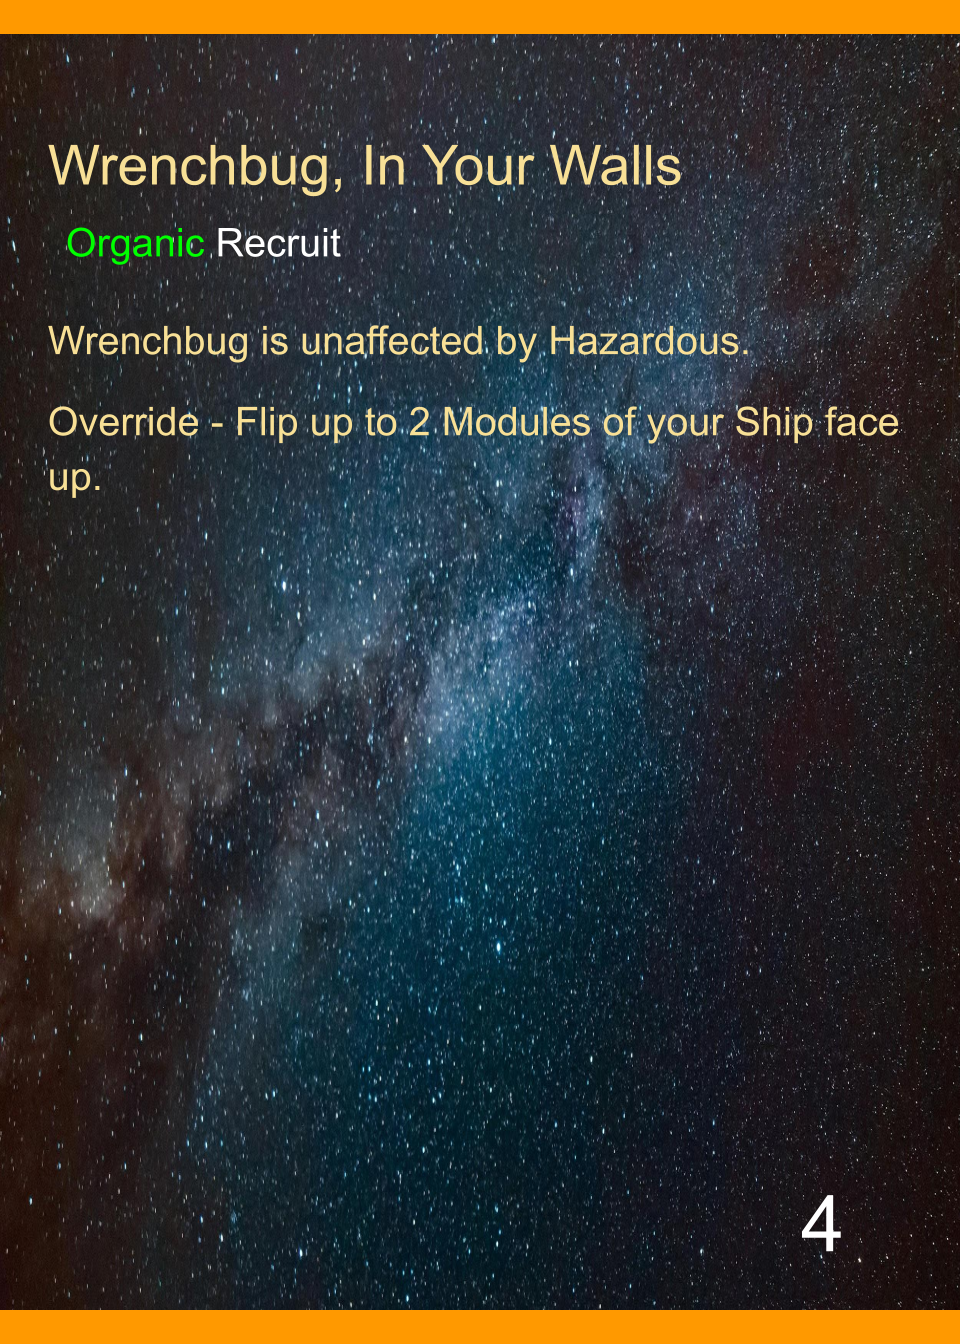 Wrenchbug, In Your Walls
Organic Recruit
Wrenchbug is unaffected by Hazardous.
Override - Flip up to 2 Modules of your Ship face
up.
4